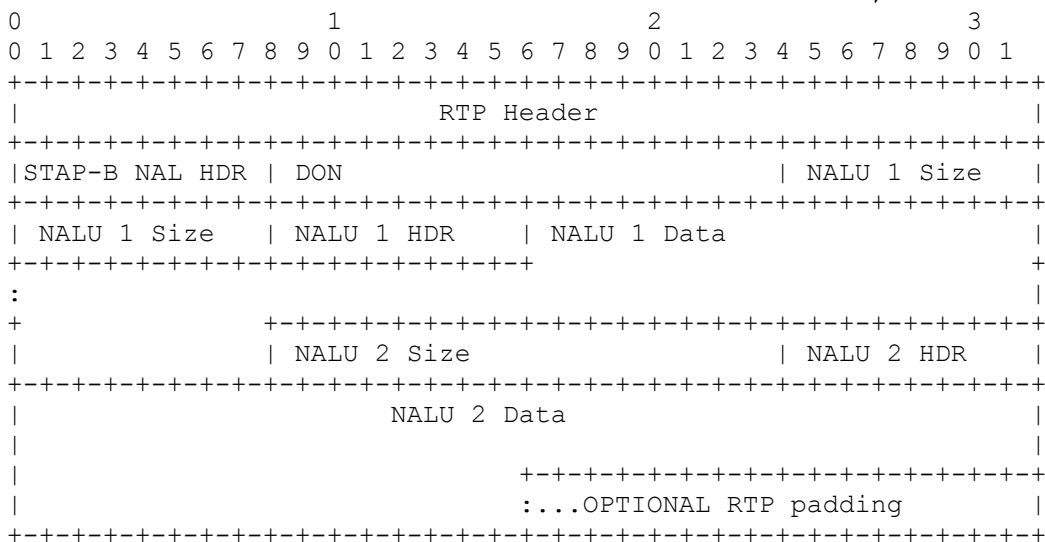 0                   1                   2                   3
0 1 2 3 4 5 6 7 8 9 0 1 2 3 4 5 6 7 8 9 0 1 2 3 4 5 6 7 8 9 0 1
+-+-+-+-+-+-+-+-+-+-+-+-+-+-+-+-+-+-+-+-+-+-+-+-+-+-+-+-+-+-+-+-+
|                          RTP Header                           |
+-+-+-+-+-+-+-+-+-+-+-+-+-+-+-+-+-+-+-+-+-+-+-+-+-+-+-+-+-+-+-+-+
|STAP-B NAL HDR | DON                           | NALU 1 Size   |
+-+-+-+-+-+-+-+-+-+-+-+-+-+-+-+-+-+-+-+-+-+-+-+-+-+-+-+-+-+-+-+-+
| NALU 1 Size   | NALU 1 HDR    | NALU 1 Data                   |
+-+-+-+-+-+-+-+-+-+-+-+-+-+-+-+-+                               +
:                                                               |
+               +-+-+-+-+-+-+-+-+-+-+-+-+-+-+-+-+-+-+-+-+-+-+-+-+
|               | NALU 2 Size                   | NALU 2 HDR    |
+-+-+-+-+-+-+-+-+-+-+-+-+-+-+-+-+-+-+-+-+-+-+-+-+-+-+-+-+-+-+-+-+
|                       NALU 2 Data                             |
|                                                               |
|                               +-+-+-+-+-+-+-+-+-+-+-+-+-+-+-+-+
|                               :...OPTIONAL RTP padding        |
+-+-+-+-+-+-+-+-+-+-+-+-+-+-+-+-+-+-+-+-+-+-+-+-+-+-+-+-+-+-+-+-+